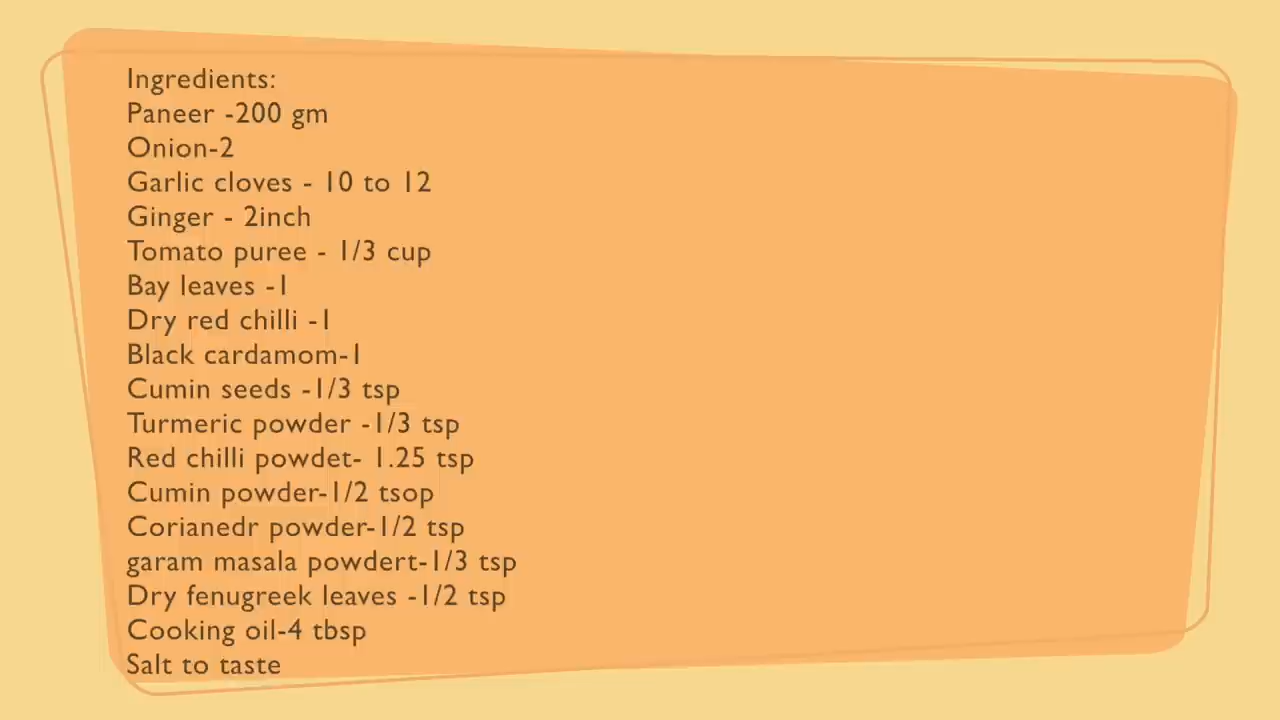 Ingredients:
Paneer -200 gm
Onion-2
Garlic cloves - 10 to 12
Ginger - 2inch
Tomato puree - 1/3 cup
Bay leaves -1
Dry red chilli -1
Black cardamom-1
Cumin seeds -1/3 tsp
Turmeric powder -1/3 tsp
Red chilli powdet- 1.25 tsp
Cumin powder-1/2 tsop
Corianedr powder-1/2 tsp
garam masala powdert-1/3 tsp
Dry fenugreek leaves -1/2 tsp
Cooking oil-4 tbsp
Salt to taste